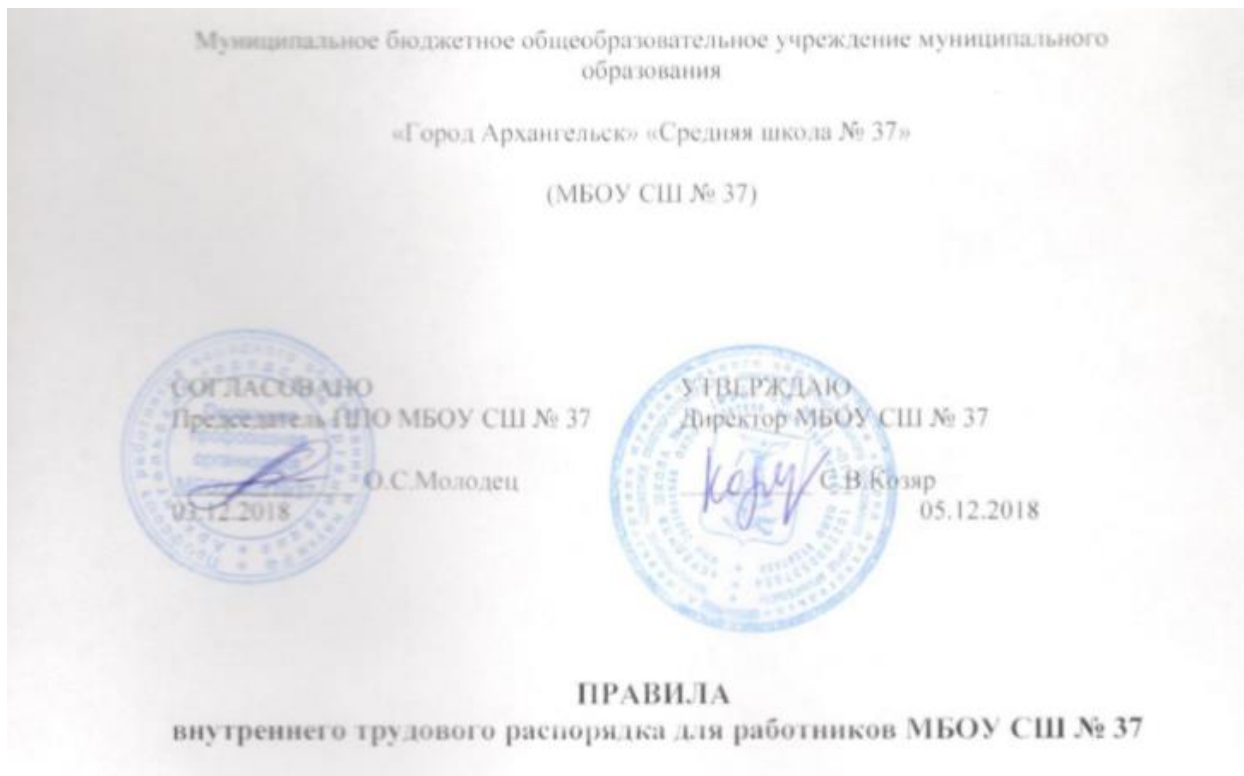 Муниципальное бюджетное общеобразовательное учреждение муниципального
образования
«Город Архангельск» «Средняя школа № 37»
(МБОУ СШ № 37)
СОГЛАСОВАНО
Председатель ППО МБОУ СШ № 37
О.С.Молодец
03.12.2018
УТВЕРЖДАЮ
Директор МБОУ СШ № 37
С.В.Козяр
05.12.2018
ПРАВИЛА
внутреннего трудового распорядка для работников МБОУ СШ № 37